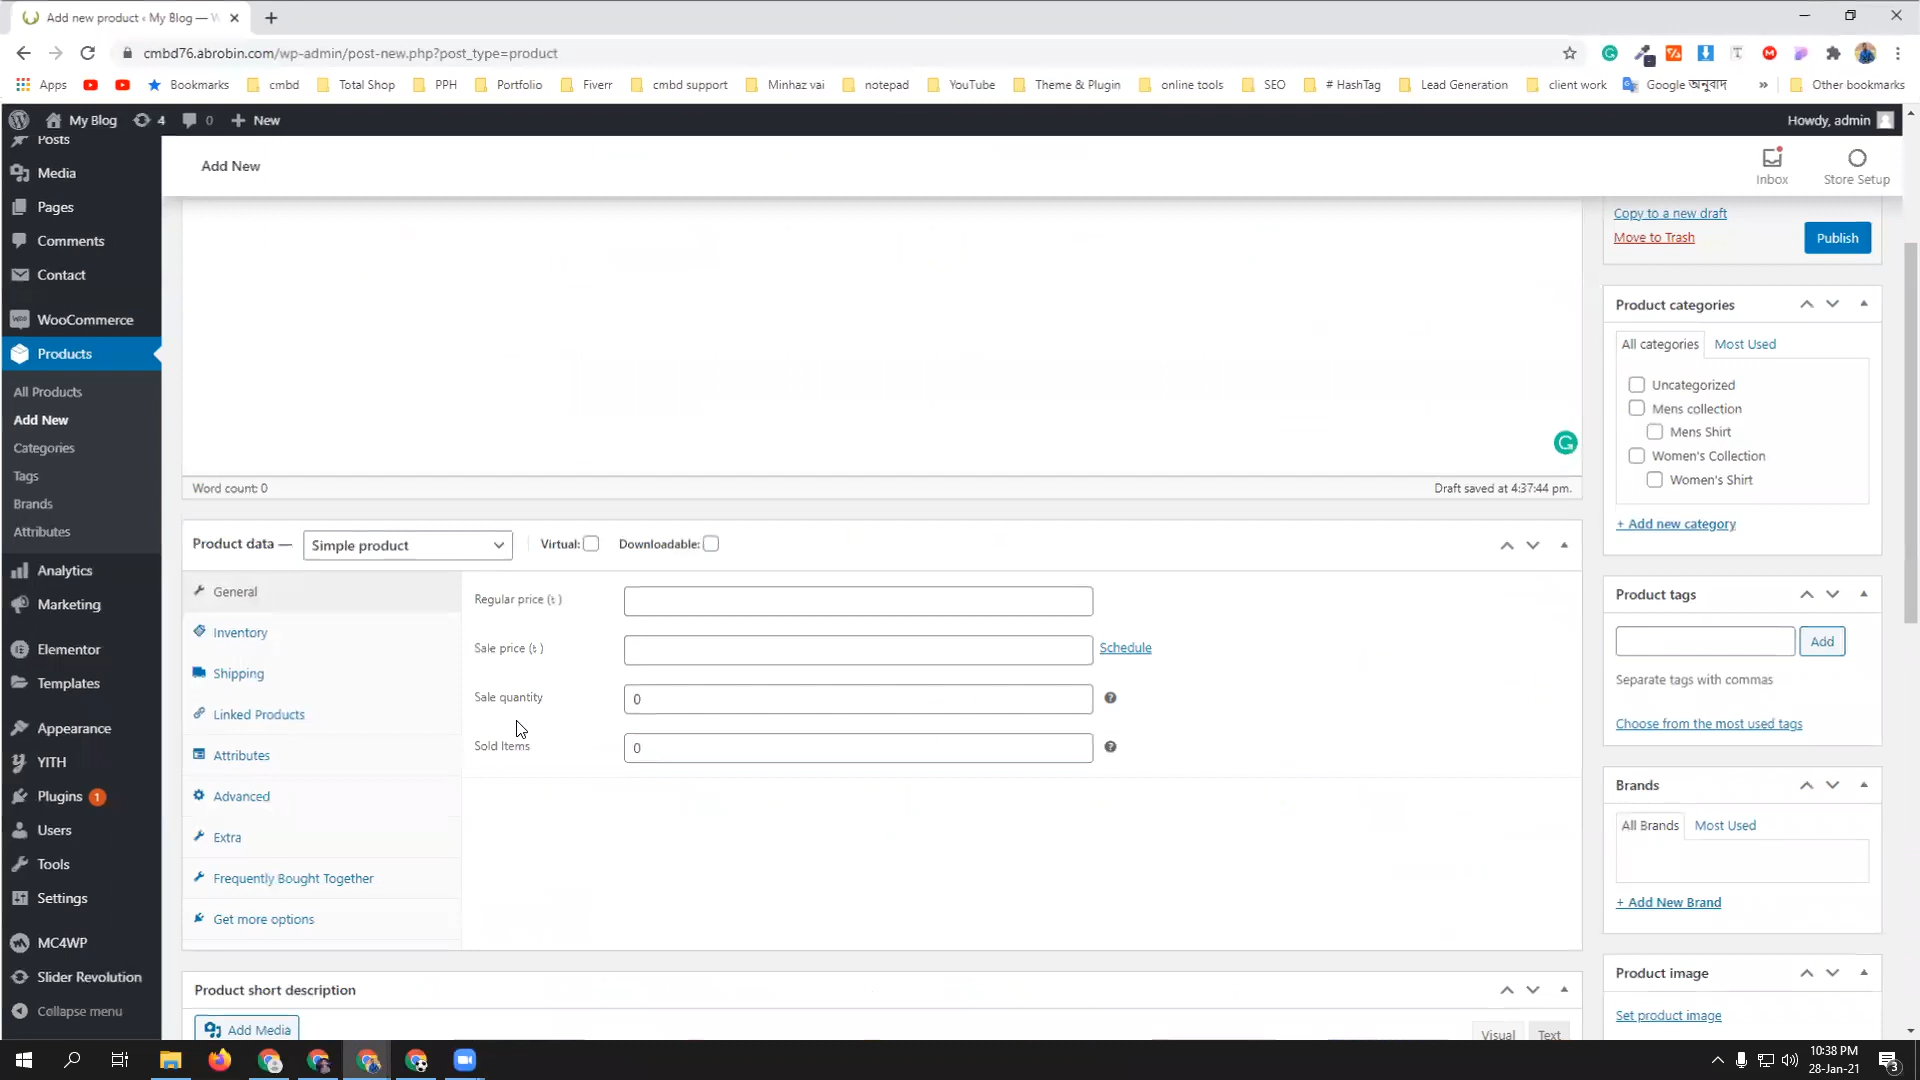 Add new product ‹ My Blog — W
cmbd76.abrobin.com/wp-admin/post-new.php?post_type=product
Apps
Bookmarks
cmbd
Total Shop
PPH
Portfolio
Fiverr
cmbd support
Minhaz vai
notepad
YouTube
Theme & Plugin
online tools
SEO
# HashTag
Lead Generation
client work
Google অনুবাদ
»
Other bookmarks
My Blog
4
0
New
Howdy, admin
Posts
Media
Pages
Comments
Contact
WooCommerce
Products
All Products
Add New
Categories
Tags
Brands
Attributes
Analytics
Marketing
Elementor
Templates
Appearance
YITH
Plugins 1
Users
Tools
Settings
MC4WP
Slider Revolution
Collapse menu
Add New
Inbox
Store Setup
Word count: 0
Draft saved at 4:37:44 pm.
Product data —
Simple product
Virtual:
Downloadable:
General
Inventory
Shipping
Linked Products
Attributes
Advanced
Extra
Frequently Bought Together
Get more options
Regular price (৳ )
Sale price (৳ )
Schedule
Sale quantity
0
Sold Items
0
Product short description
Add Media
Visual
Text
Copy to a new draft
Move to Trash
Publish
Product categories
All categories
Most Used
Uncategorized
Mens collection
Mens Shirt
Women's Collection
Women's Shirt
+ Add new category
Product tags
Add
Separate tags with commas
Choose from the most used tags
Brands
All Brands
Most Used
+ Add New Brand
Product image
Set product image
10:38 PM
28-Jan-21
3